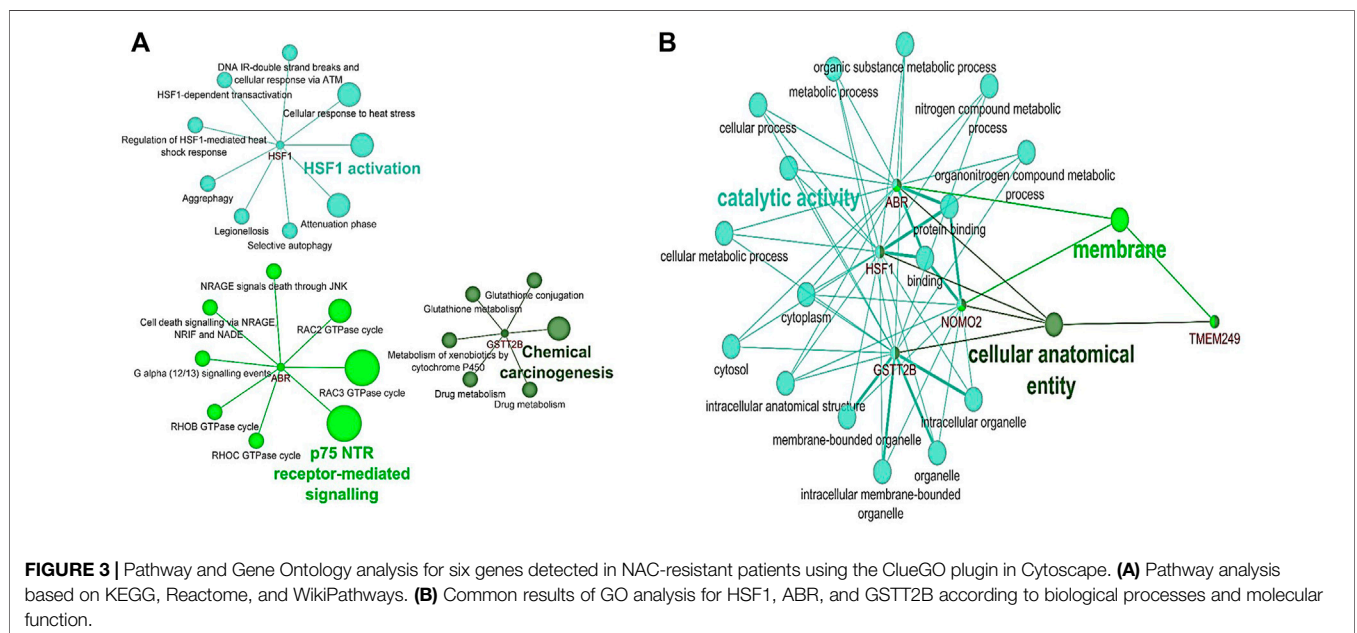 A
DNA IR-double strand breaks and
cellular response via ATM
HSF1-dependent transactivation
Cellular response to heat stress
Regulation of HSF1-mediated heat
shock response
HSF1
HSF1 activation
Aggrephagy
Legionellosis
Attenuation phase
Selective autophagy
NRAGE signals death through JNK
Cell death signalling via NRAGE,
NRIF and NADE
RAC2 GTPase cycle
G alpha (12/13) signalling events
ABR
RAC3 GTPase cycle
RHOB GTPase cycle
RHOC GTPase cycle
p75 NTR
receptor-mediated
signalling
Glutathione conjugation
Glutathione metabolism
GSTT2B
Metabolism of xenobiotics by
cytochrome P450
Chemical
carcinogenesis
Drug metabolism
Drug metabolism
B
organic substance metabolic process
metabolic process
nitrogen compound metabolic
process
cellular process
organonitrogen compound metabolic
process
catalytic activity
ABR
protein binding
membrane
cellular metabolic process
HSF1
binding
cytoplasm
NOMO2
TMEM249
cellular anatomical
entity
cytosol
GSTT2B
intracellular anatomical structure
intracellular organelle
membrane-bounded organelle
organelle
intracellular membrane-bounded
organelle
FIGURE 3 | Pathway and Gene Ontology analysis for six genes detected in NAC-resistant patients using the ClueGO plugin in Cytoscape. (A) Pathway analysis
based on KEGG, Reactome, and WikiPathways. (B) Common results of GO analysis for HSF1, ABR, and GSTT2B according to biological processes and molecular
function.